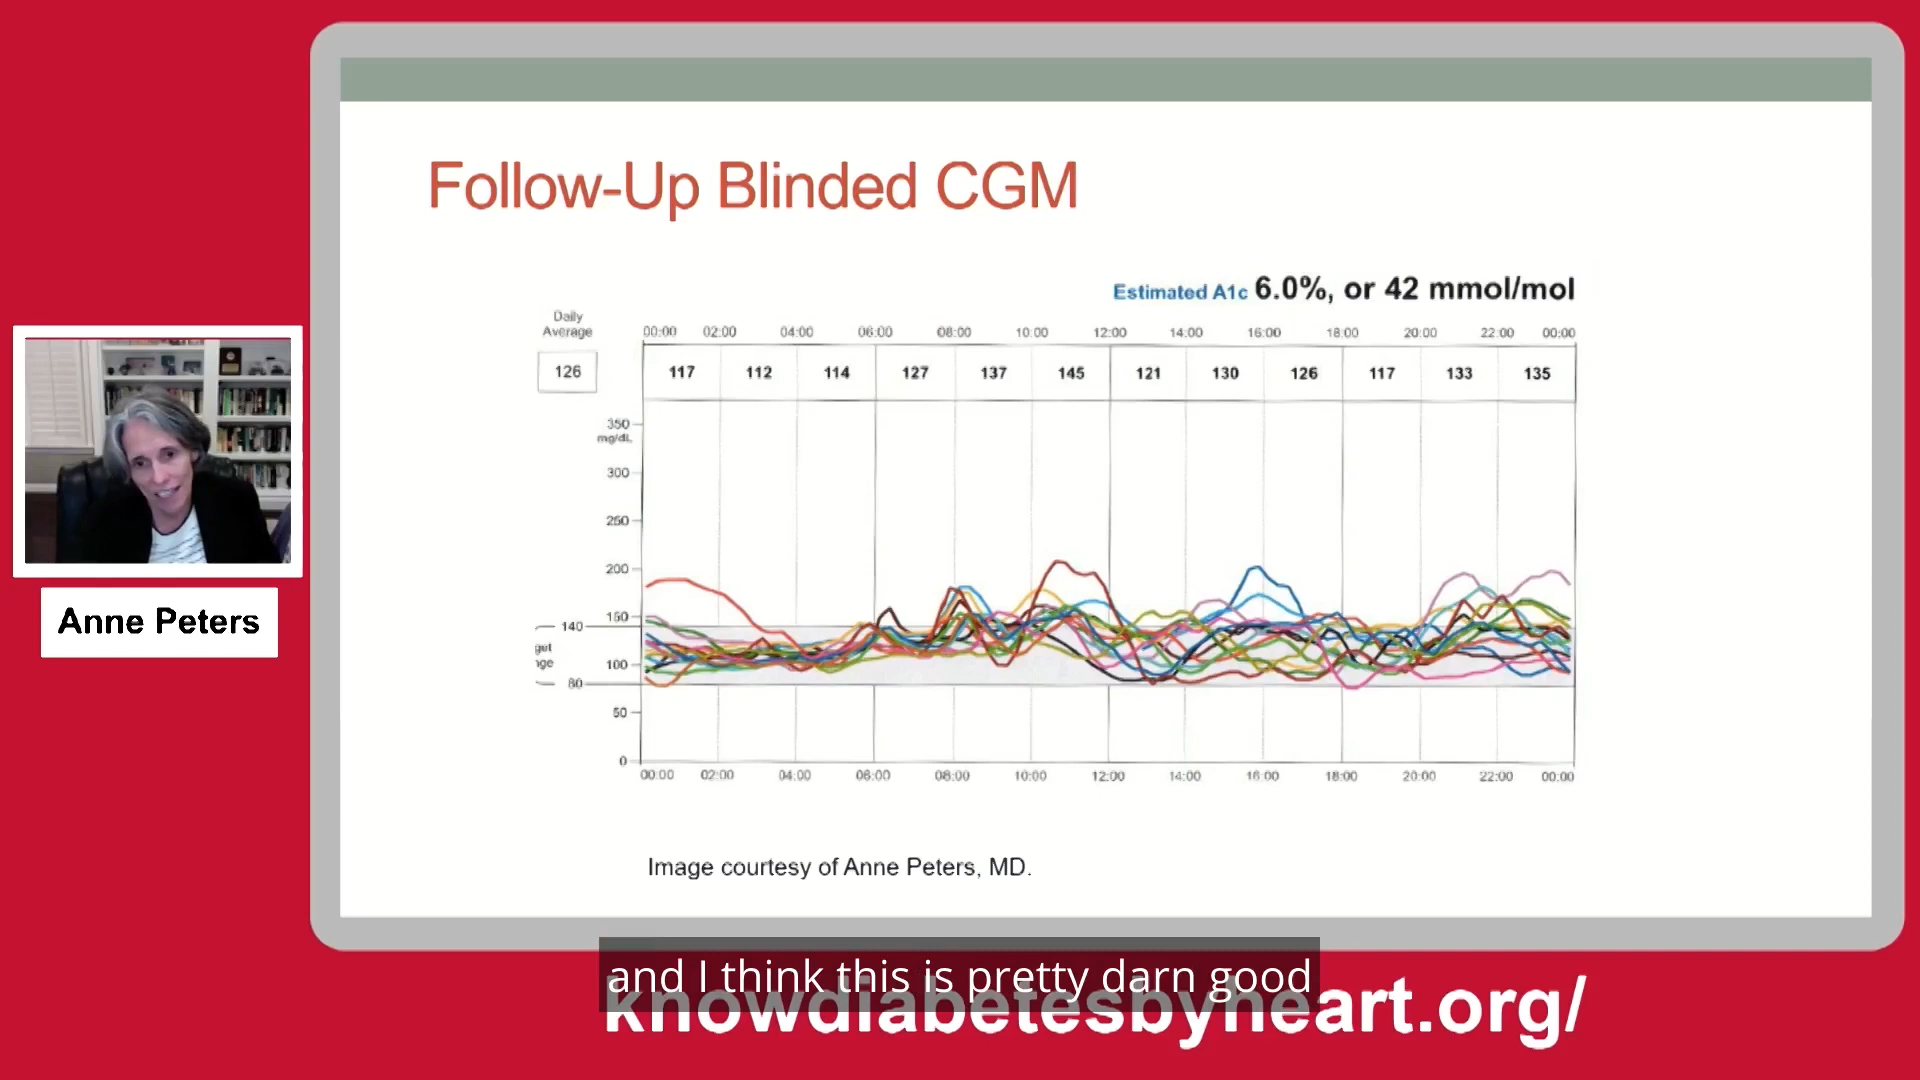 Follow-Up Blinded CGM
Estimated A1c 6.0%, or 42 mmol/mol
Daily
Average
00:00 02:00 04:00 06:00 08:00 10:00 12:00 14:00 16:00 18:00 20:00 22:00 00:00
126
117 112 114 127 137 145 121 130 126 117 133 135
350
mg/dL
300
250
200
150
140
get
nge
100
80
50
0
00:00 02:00 04:00 06:00 08:00 10:00 12:00 14:00 16:00 18:00 20:00 22:00 00:00
Anne Peters
Image courtesy of Anne Peters, MD.
and I think this is pretty darn good
knowdiabetesbyheart.org/